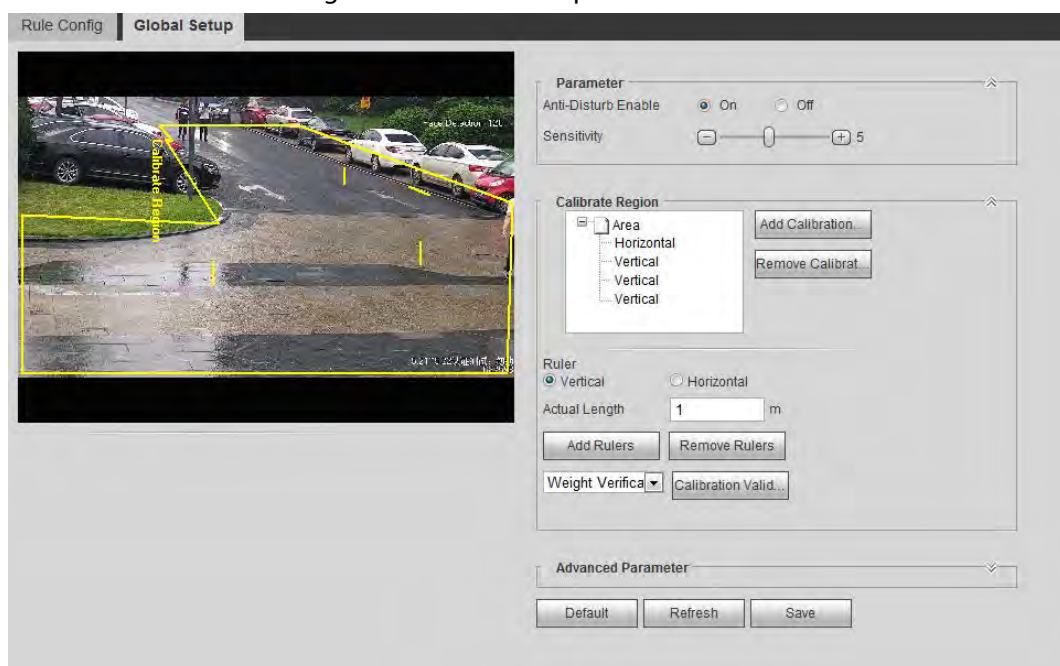 Rule Config Global Setup
Calibrate Region
Parameter
Anti-Disturb Enable On Off
Sensitivity 5
Calibrate Region
Area
Horizontal
Vertical
Vertical
Vertical
Add Calibration...
Remove Calibrat...
Ruler
Vertical Horizontal
Actual Length 1 m
Add Rulers Remove Rulers
Weight Verifica Calibration Valid...
Advanced Parameter
Default Refresh Save